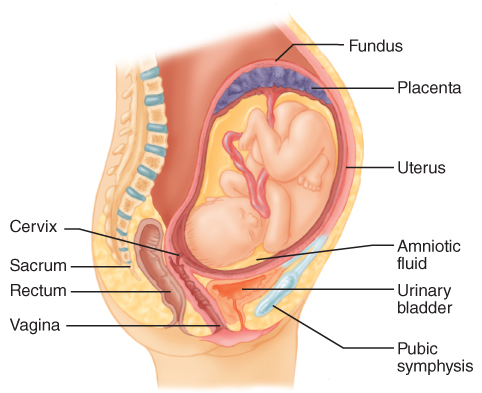 Fundus
Placenta
Uterus
Cervix
Sacrum
Rectum
Vagina
Amniotic
fluid
Urinary
bladder
Pubic
symphysis